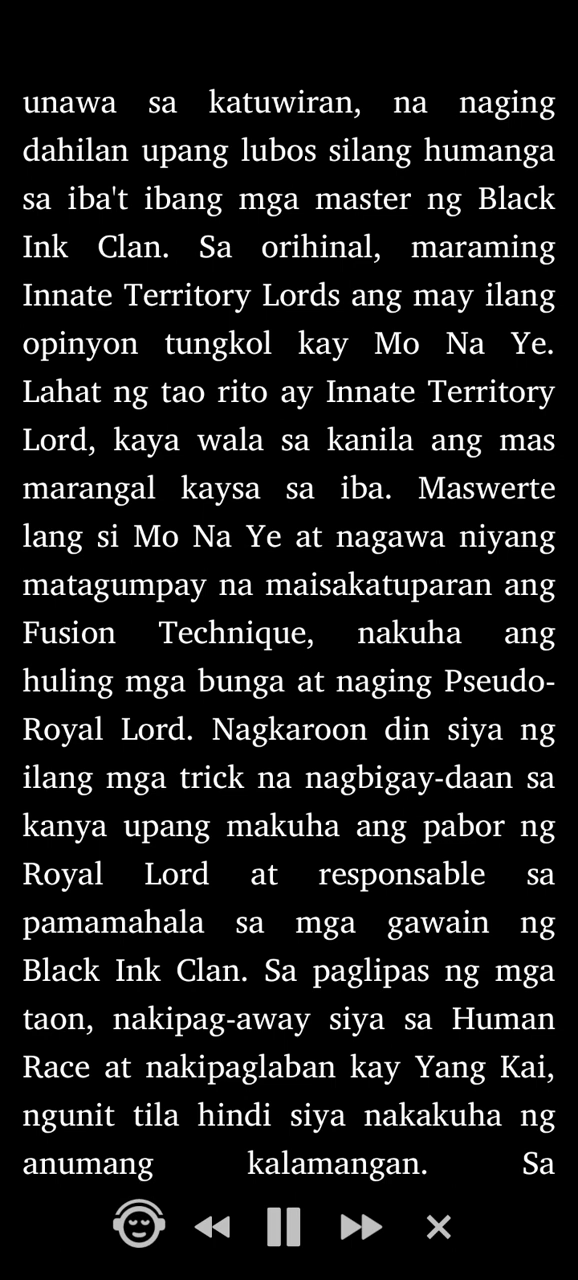 unawa sa katuwiran, na naging
dahilan upang lubos silang humanga
sa iba't ibang mga master ng Black
Ink Clan. Sa orihinal, maraming
Innate Territory Lords ang may ilang
opinyon tungkol kay Mo Na Ye.
Lahat ng tao rito ay Innate Territory
Lord, kaya wala sa kanila ang mas
marangal kaysa sa iba. Maswerte
lang si Mo Na Ye at nagawa niyang
matagumpay na maisakatuparan ang
Fusion Technique, nakuha ang
huling mga bunga at naging Pseudo-
Royal Lord. Nagkaroon din siya ng
ilang mga trick na nagbigay-daan sa
kanya upang makuha ang pabor ng
Royal Lord at responsable sa
pamamahala sa mga gawain ng
Black Ink Clan. Sa paglipas ng mga
taon, nakipag-away siya sa Human
Race at nakipaglaban kay Yang Kai,
ngunit tila hindi siya nakakuha ng
anumang kalamangan. Sa